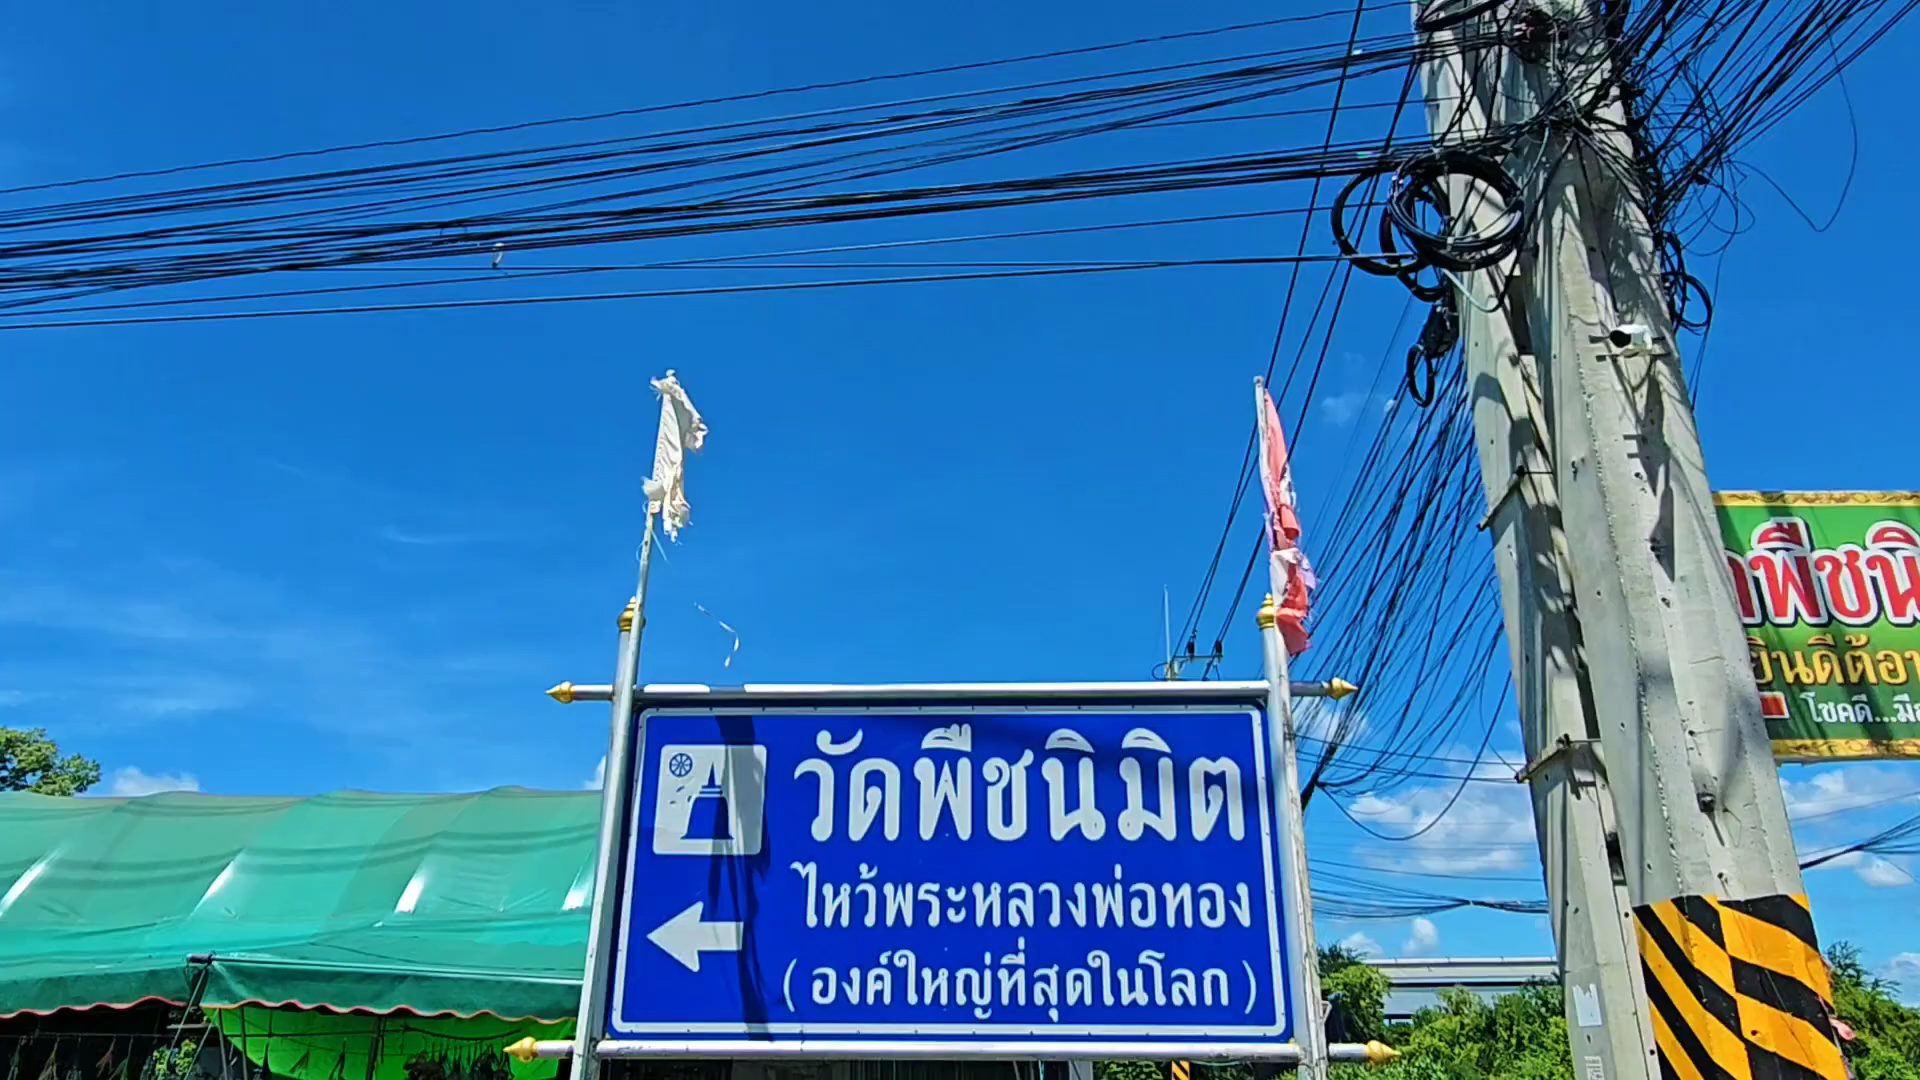 วัดพืชนิมิต
ไหว้พระหลวงพ่อทอง
(องค์ใหญ่ที่สุดในโลก)
พืชนิ
ยินดีต้อ
โชคดี...มี